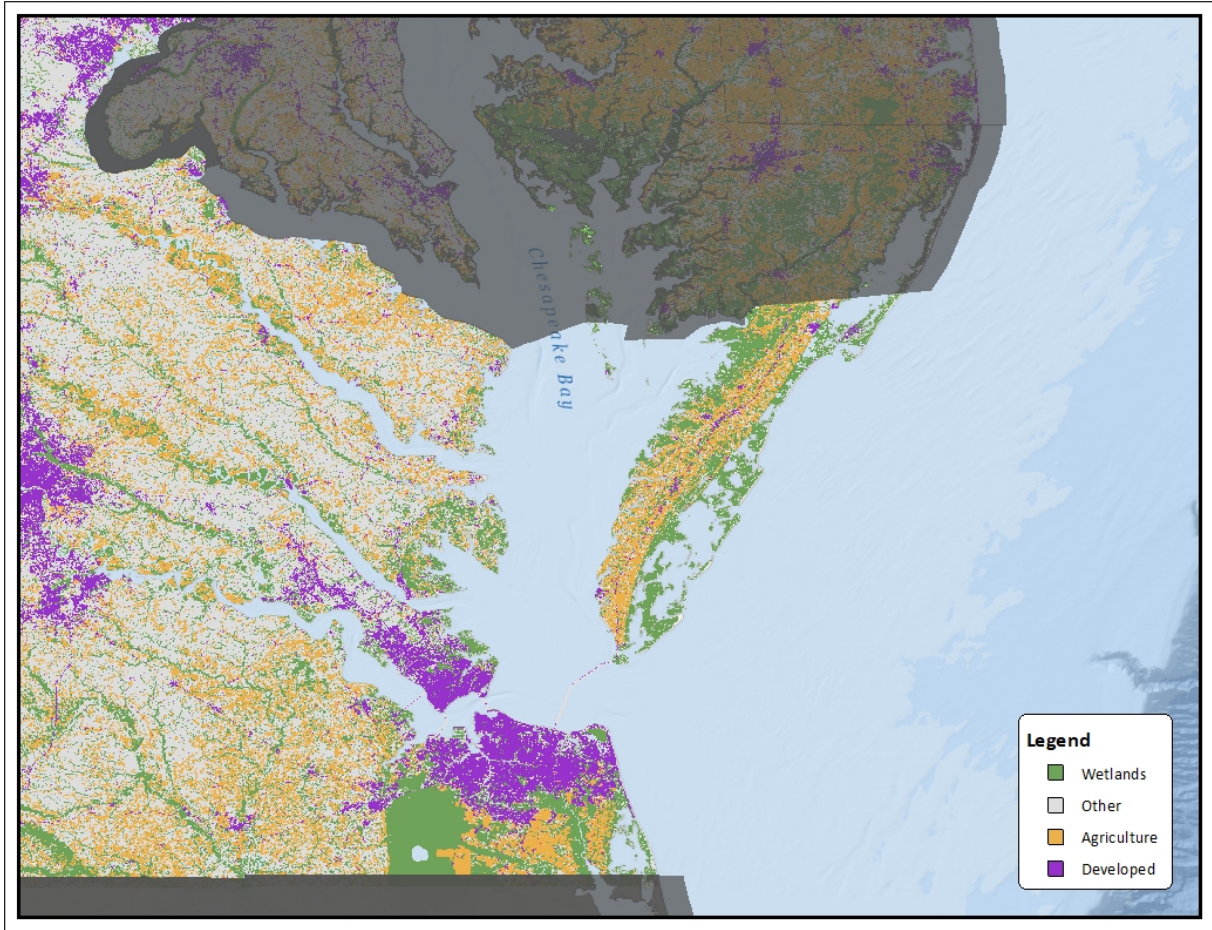 Chesapeake Bay
Legend
Wetlands
Other
Agriculture
Developed